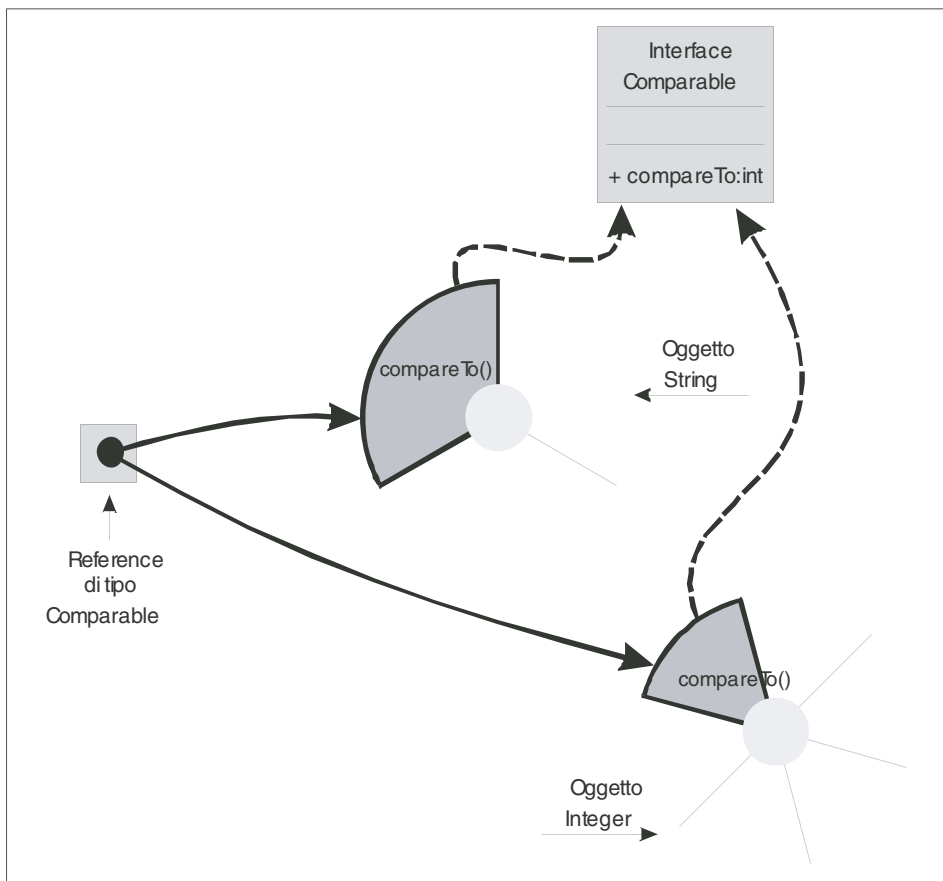 Interface
Comparable
+ compareTo:int
compareTo()
Oggetto
String
Reference
di tipo
Comparable
compareTo()
Oggetto
Integer